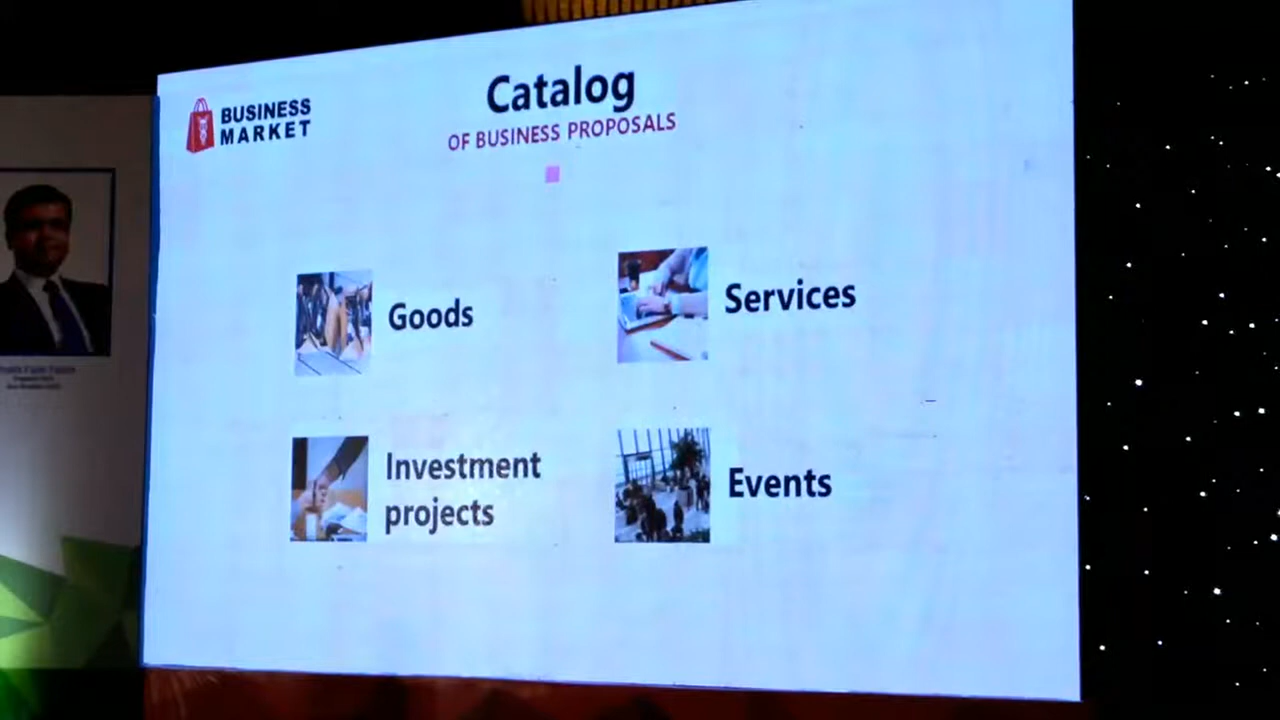 BUSINESS
MARKET
Catalog
OF BUSINESS PROPOSALS
Goods
Services
Investment
projects
Events